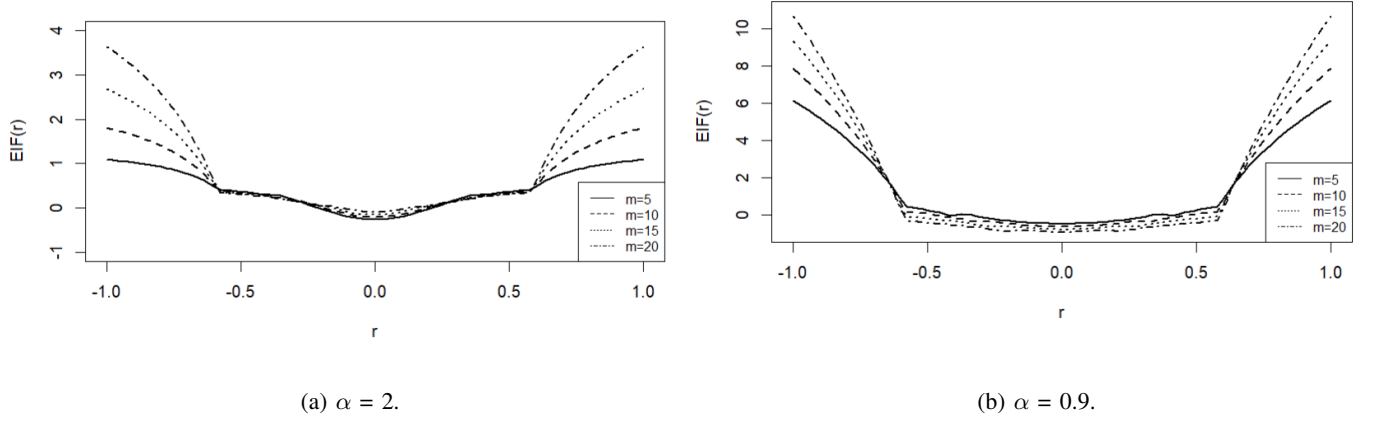 4
3
2
1
0
-1
EIF(r)
-1.0 -0.5 0.0 0.5 1.0
r
m=5
m=10
m=15
m=20
(a) α = 2.
10
8
6
4
2
0
EIF(r)
-1.0 -0.5 0.0 0.5 1.0
r
m=5
m=10
m=15
m=20
(b) α = 0.9.